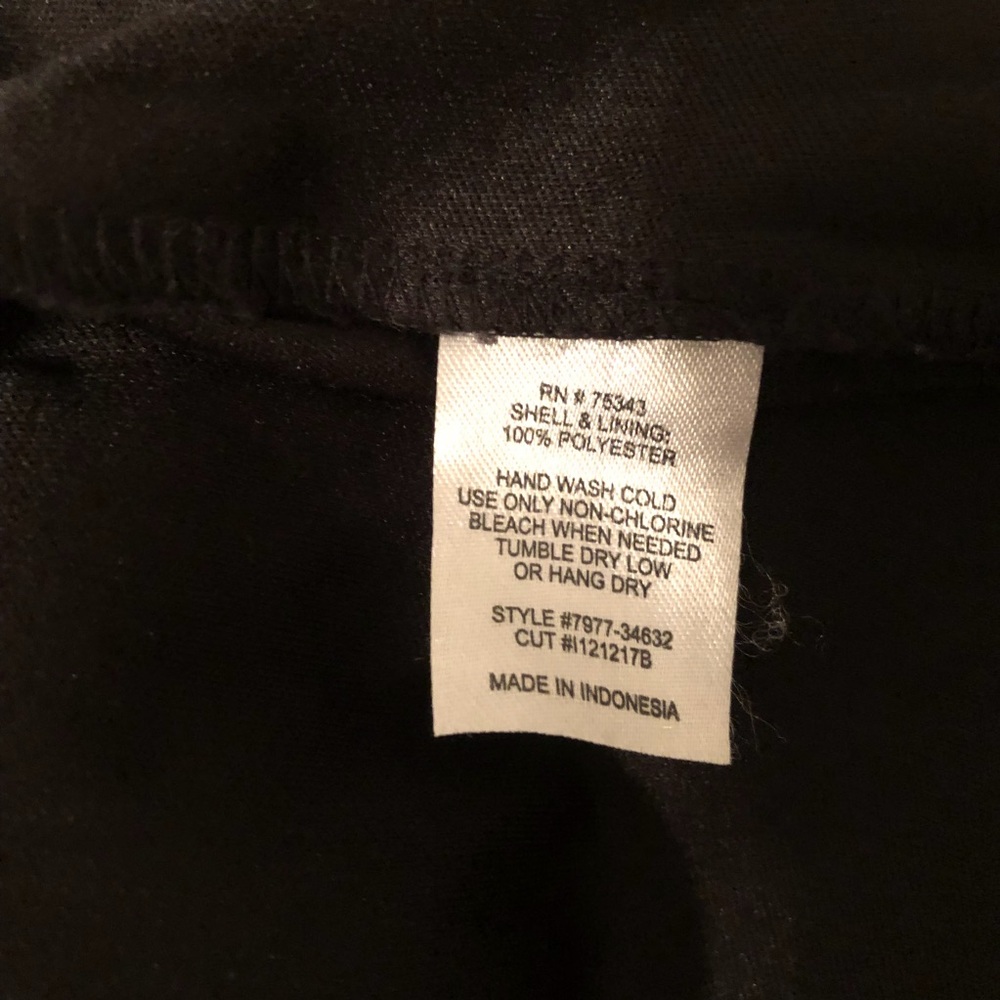 RN # 75343
SHELL & LINING:
100% POLYESTER
HAND WASH COLD
USE ONLY NON-CHLORINE
BLEACH WHEN NEEDED
TUMBLE DRY LOW
OR HANG DRY
STYLE #7977-34632
CUT #I121217B
MADE IN INDONESIA